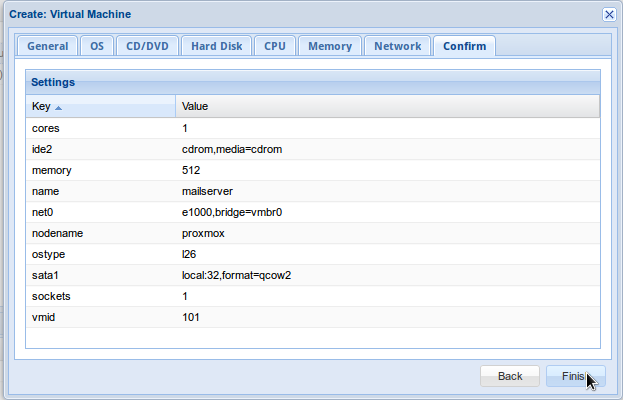 Create: Virtual Machine
General OS CD/DVD Hard Disk CPU Memory Network Confirm
Settings
Key Value
cores 1
ide2 cdrom,media=cdrom
memory 512
name mailserver
net0 e1000,bridge=vmbr0
nodename proxmox
ostype l26
sata1 local:32,format=qcow2
sockets 1
vmid 101
Back Finish